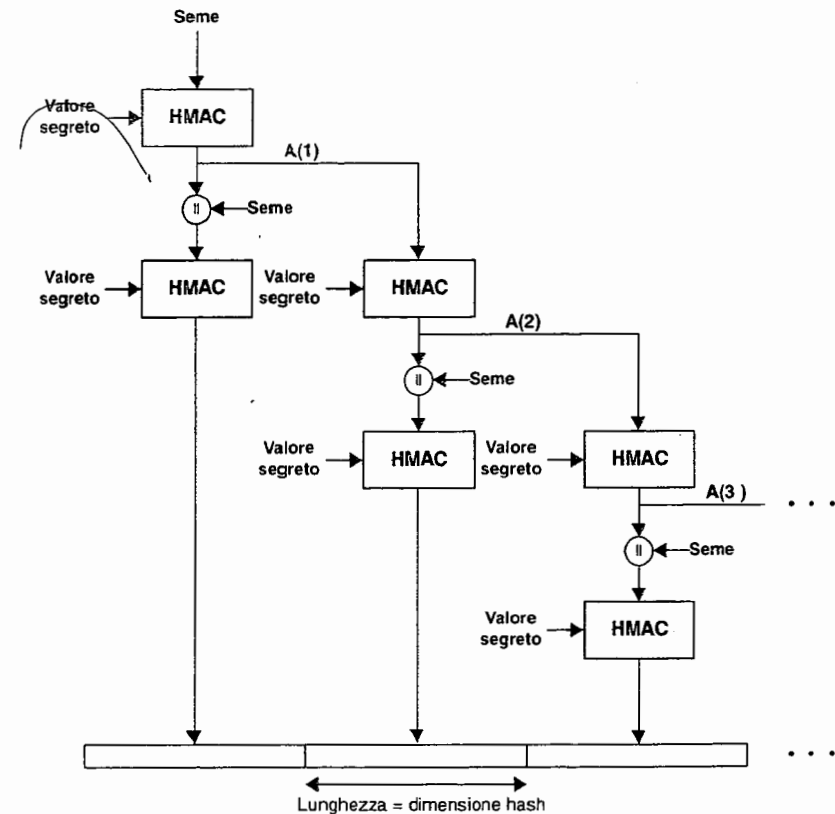 Seme
Valore
segreto
HMAC
A(1)
||
Seme
Valore
segreto
HMAC
Valore
segreto
HMAC
A(2)
||
Seme
Valore
segreto
HMAC
Valore
segreto
HMAC
A(3 )
. . .
||
Seme
Valore
segreto
HMAC
. . .
Lunghezza = dimensione hash